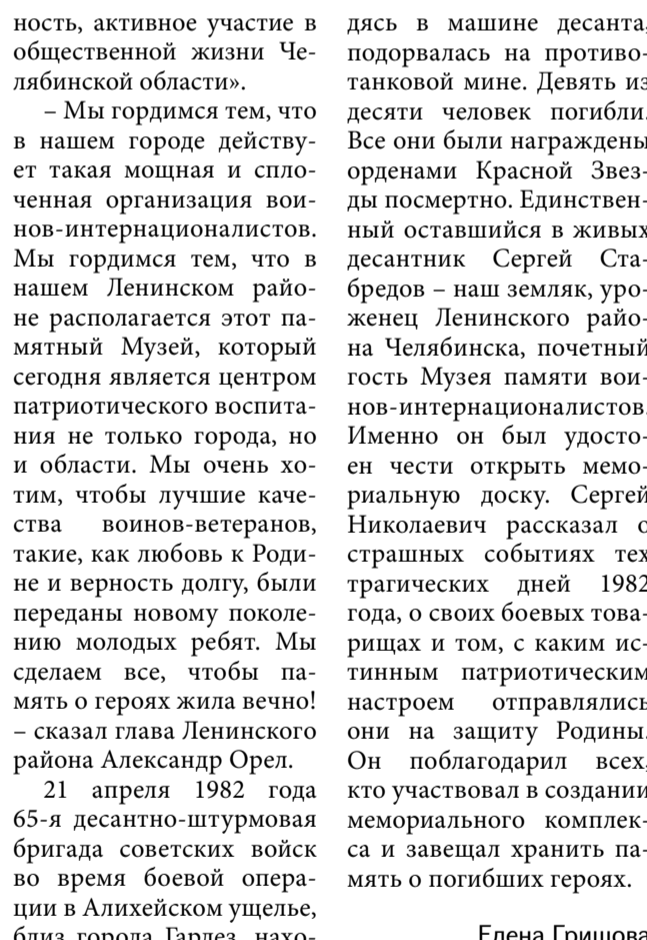 ность, активное участие в
общественной жизни Че-
лябинской области».
– Мы гордимся тем, что
в нашем городе действу-
ет такая мощная и спло-
ченная организация вои-
нов-интернационалистов.
Мы гордимся тем, что в
нашем Ленинском райо-
не располагается этот па-
мятный Музей, который
сегодня является центром
патриотического воспита-
ния не только города, но
и области. Мы очень хо-
тим, чтобы лучшие каче-
ства воинов-ветеранов,
такие, как любовь к Роди-
не и верность долгу, были
переданы новому поколе-
нию молодых ребят. Мы
сделаем все, чтобы па-
мять о героях жила вечно!
– сказал глава Ленинского
района Александр Орел.
21 апреля 1982 года
65-я десантно-штурмовая
бригада советских войск
во время боевой опера-
ции в Алихейском ущелье,
близ города Гардез, нахо-
дясь в машине десанта,
подорвалась на противо-
танковой мине. Девять из
десяти человек погибли.
Все они были награждены
орденами Красной Звез-
ды посмертно. Единствен-
ный оставшийся в живых
десантник Сергей Ста-
бредов – наш земляк, уро-
женец Ленинского райо-
на Челябинска, почетный
гость Музея памяти вои-
нов-интернационалистов.
Именно он был удосто-
ен чести открыть мемо-
риальную доску. Сергей
Николаевич рассказал о
страшных событиях тех
трагических дней 1982
года, о своих боевых това-
рищах и том, с каким ис-
тинным патриотическим
настроем отправлялись
они на защиту Родины.
Он поблагодарил всех,
кто участвовал в создании
мемориального комплек-
са и завещал хранить па-
мять о погибших героях.
Елена Гришова